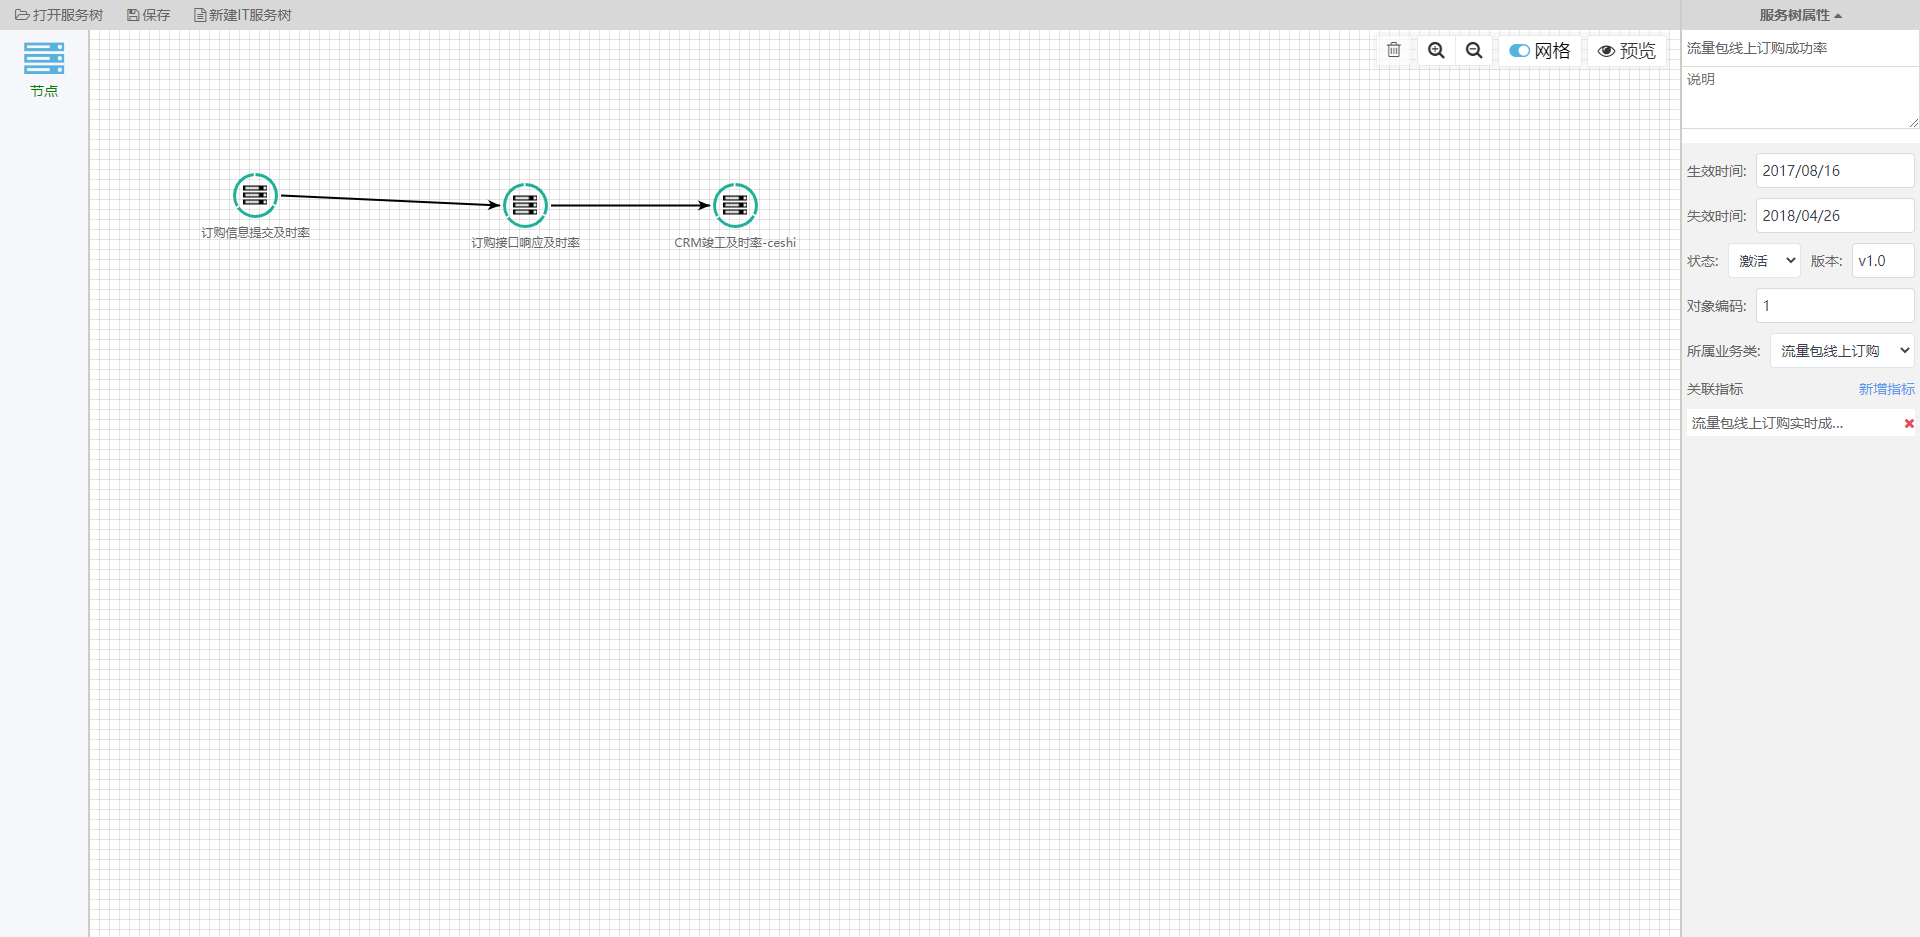 打开服务树 保存 新建IT服务树 服务树属性
节点
网格 预览
订购信息提交及时率
订购接口响应及时率
CRM竣工及时率-ceshi
流量包线上订购成功率
说明
生效时间: 2017/08/16
失效时间: 2018/04/26
状态: 激活 版本: v1.0
对象编码: 1
所属业务类: 流量包线上订购
关联指标 新增指标
流量包线上订购实时成...